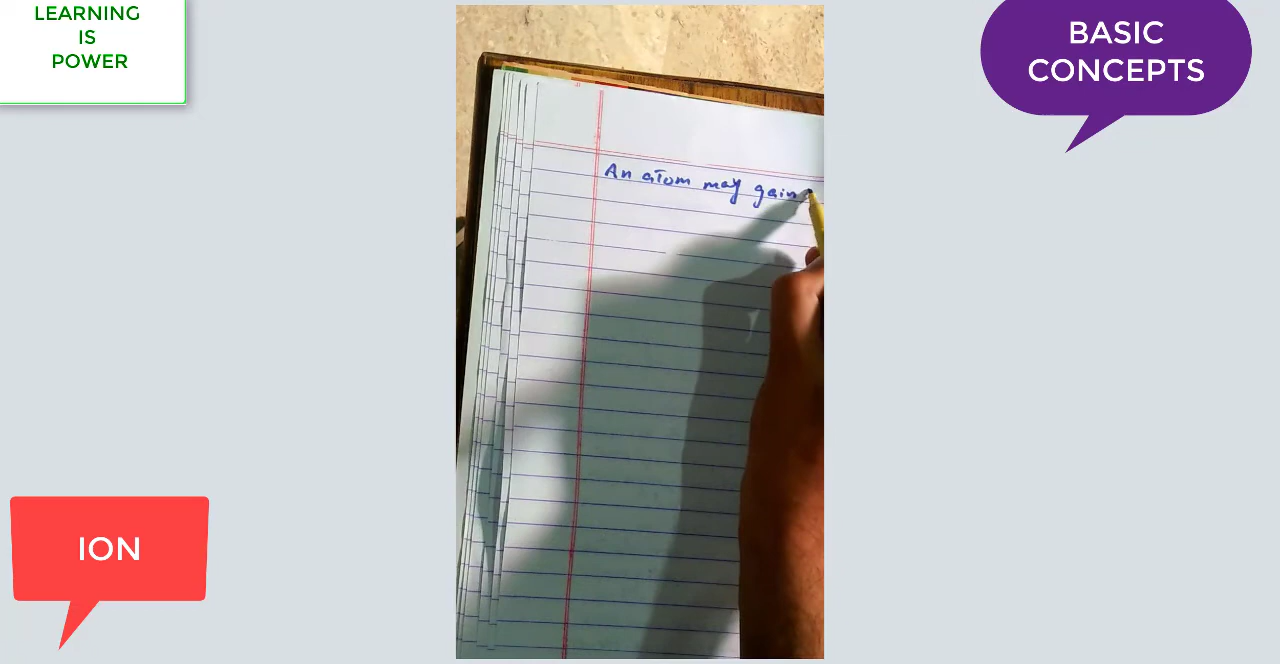 LEARNING
IS
POWER
BASIC
CONCEPTS
An atom may gain
ION